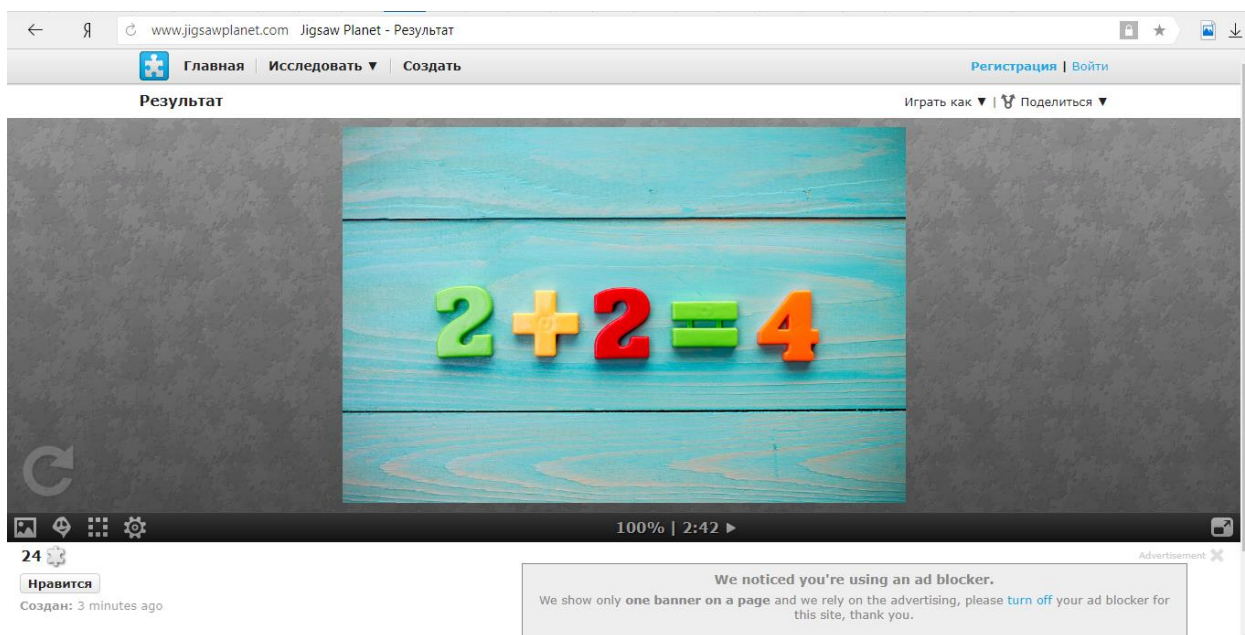 Я www.jigsawplanet.com Jigsaw Planet - Результат
Главная Исследовать ▼ Создать Регистрация | Войти
Результат Играть как ▼ | Поделиться ▼
2+2=4
100% | 2:42
24
Advertisement
Нравится
Создан: 3 minutes ago
We noticed you're using an ad blocker.
We show only one banner on a page and we rely on the advertising, please turn off your ad blocker for
this site, thank you.